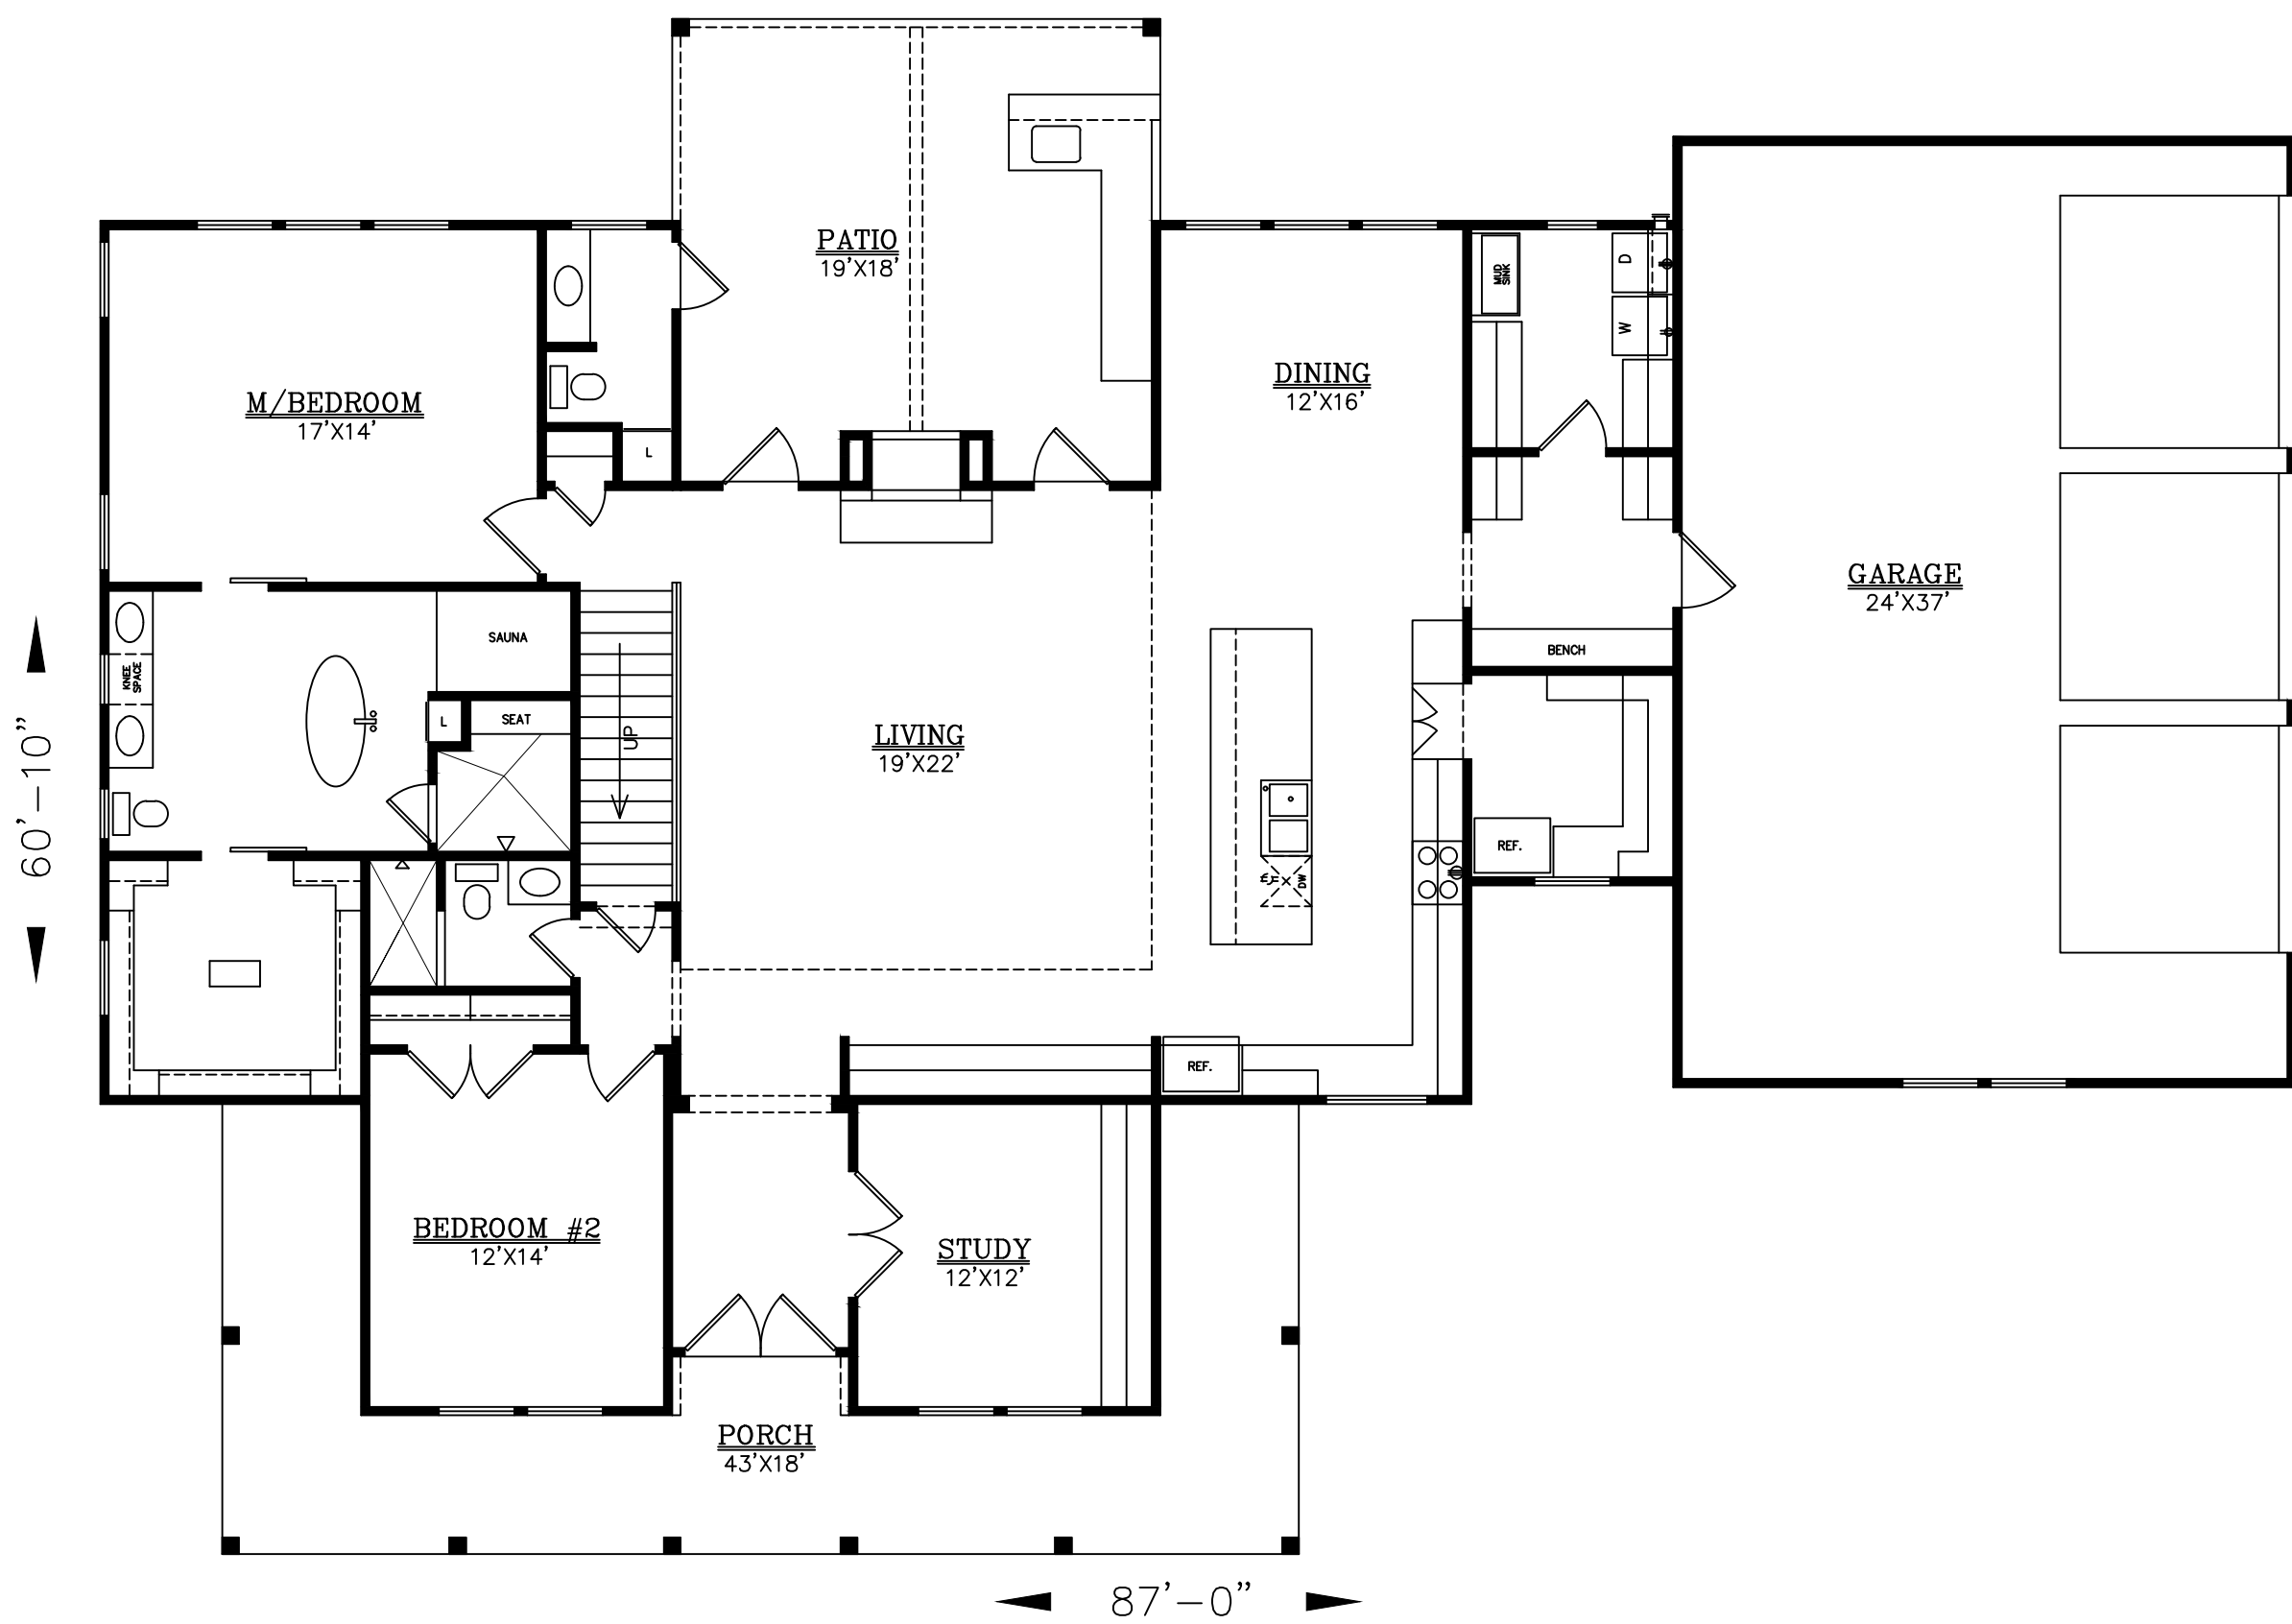 PATIO
19'X18'
MUD
SINK
D
W
DINING
12'X16'
M/BEDROOM
17'X14'
L
GARAGE
24'X37'
SAUNA
BENCH
KNEE
SPACE
L
SEAT
UP
LIVING
19'X22'
60'-10"
REF.
DW
REF.
BEDROOM #2
12'X14'
STUDY
12'X12'
PORCH
43'X18'
87'-0"